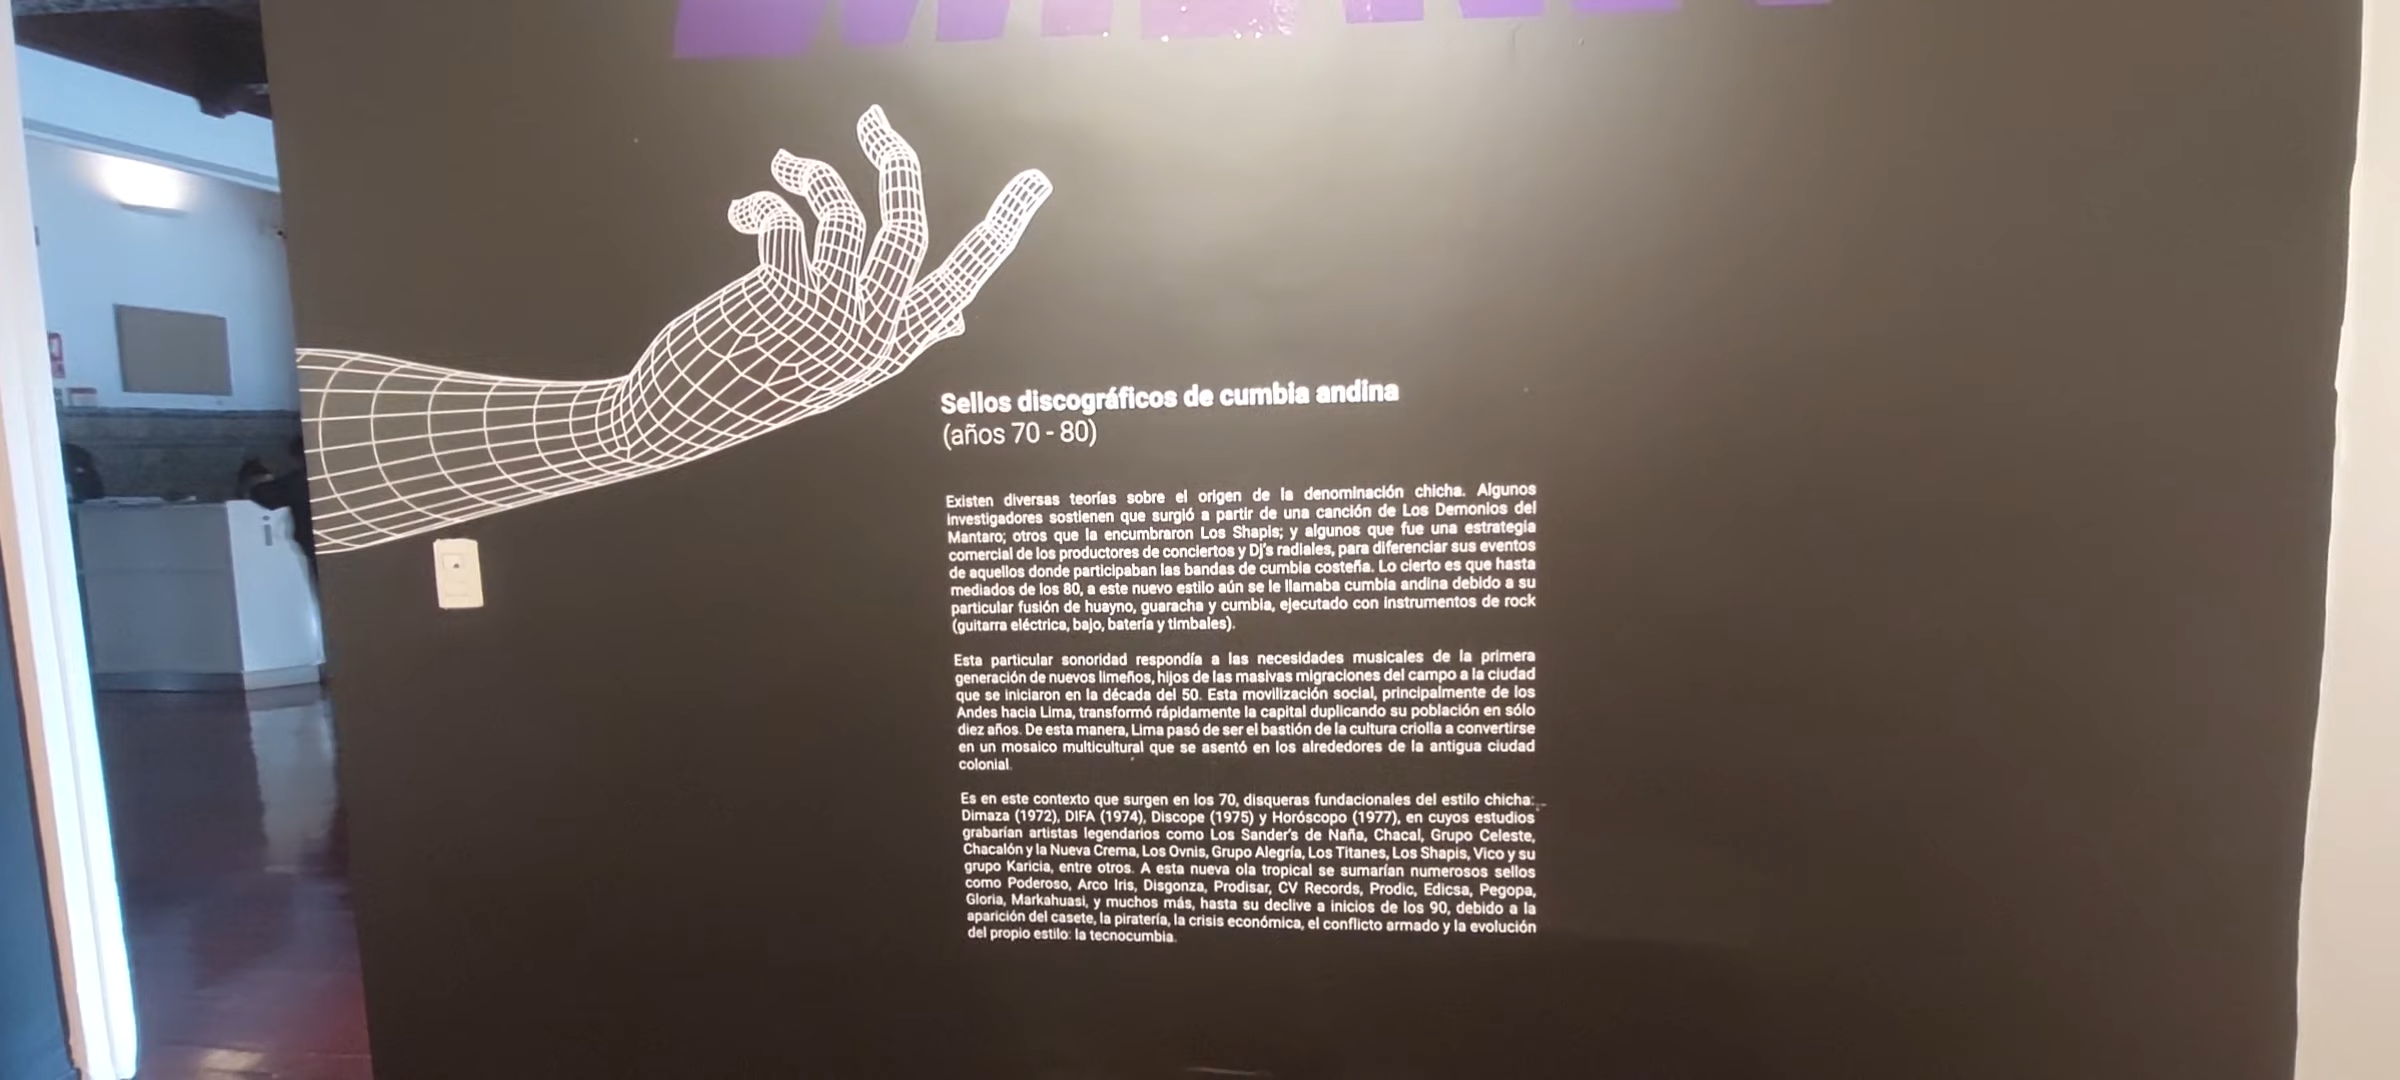 Sellos discográficos de cumbia andina
(años 70 - 80)
Existen diversas teorías sobre el origen de la denominación chicha. Algunos
investigadores sostienen que surgió a partir de una canción de Los Demonios del
Mantaro; otros que la encumbraron Los Shapis; y algunos que fue una estrategia
comercial de los productores de conciertos y Dj's radiales, para diferenciar sus eventos
de aquellos donde participaban las bandas de cumbia costeña. Lo cierto es que hasta
mediados de los 80, a este nuevo estilo aún se le llamaba cumbia andina debido a su
particular fusión de huayno, guaracha y cumbia, ejecutado con instrumentos de rock
(guitarra eléctrica, bajo, batería y timbales).
Esta particular sonoridad respondía a las necesidades musicales de la primera
generación de nuevos limeños, hijos de las masivas migraciones del campo a la ciudad
que se iniciaron en la década del 50. Esta movilización social, principalmente de los
Andes hacia Lima, transformó rápidamente la capital duplicando su población en sólo
diez años. De esta manera, Lima pasó de ser el bastión de la cultura criolla a convertirse
en un mosaico multicultural que se asentó en los alrededores de la antigua ciudad
colonial.
Es en este contexto que surgen en los 70, disqueras fundacionales del estilo chicha:
Dimaza (1972), DIFA (1974), Discope (1975) y Horóscopo (1977), en cuyos estudios
grabarían artistas legendarios como Los Sander's de Naña, Chacal, Grupo Celeste,
Chacalón y la Nueva Crema, Los Ovnis, Grupo Alegría, Los Titanes, Los Shapis, Vico y su
grupo Karicia, entre otros. A esta nueva ola tropical se sumarían numerosos sellos
como Poderoso, Arco Iris, Disgonza, Prodisar, CV Records, Prodic, Edicsa, Pegopa,
Gloria, Markahuasi, y muchos más, hasta su declive a inicios de los 90, debido a la
aparición del casete, la piratería, la crisis económica, el conflicto armado y la evolución
del propio estilo: la tecnocumbia.